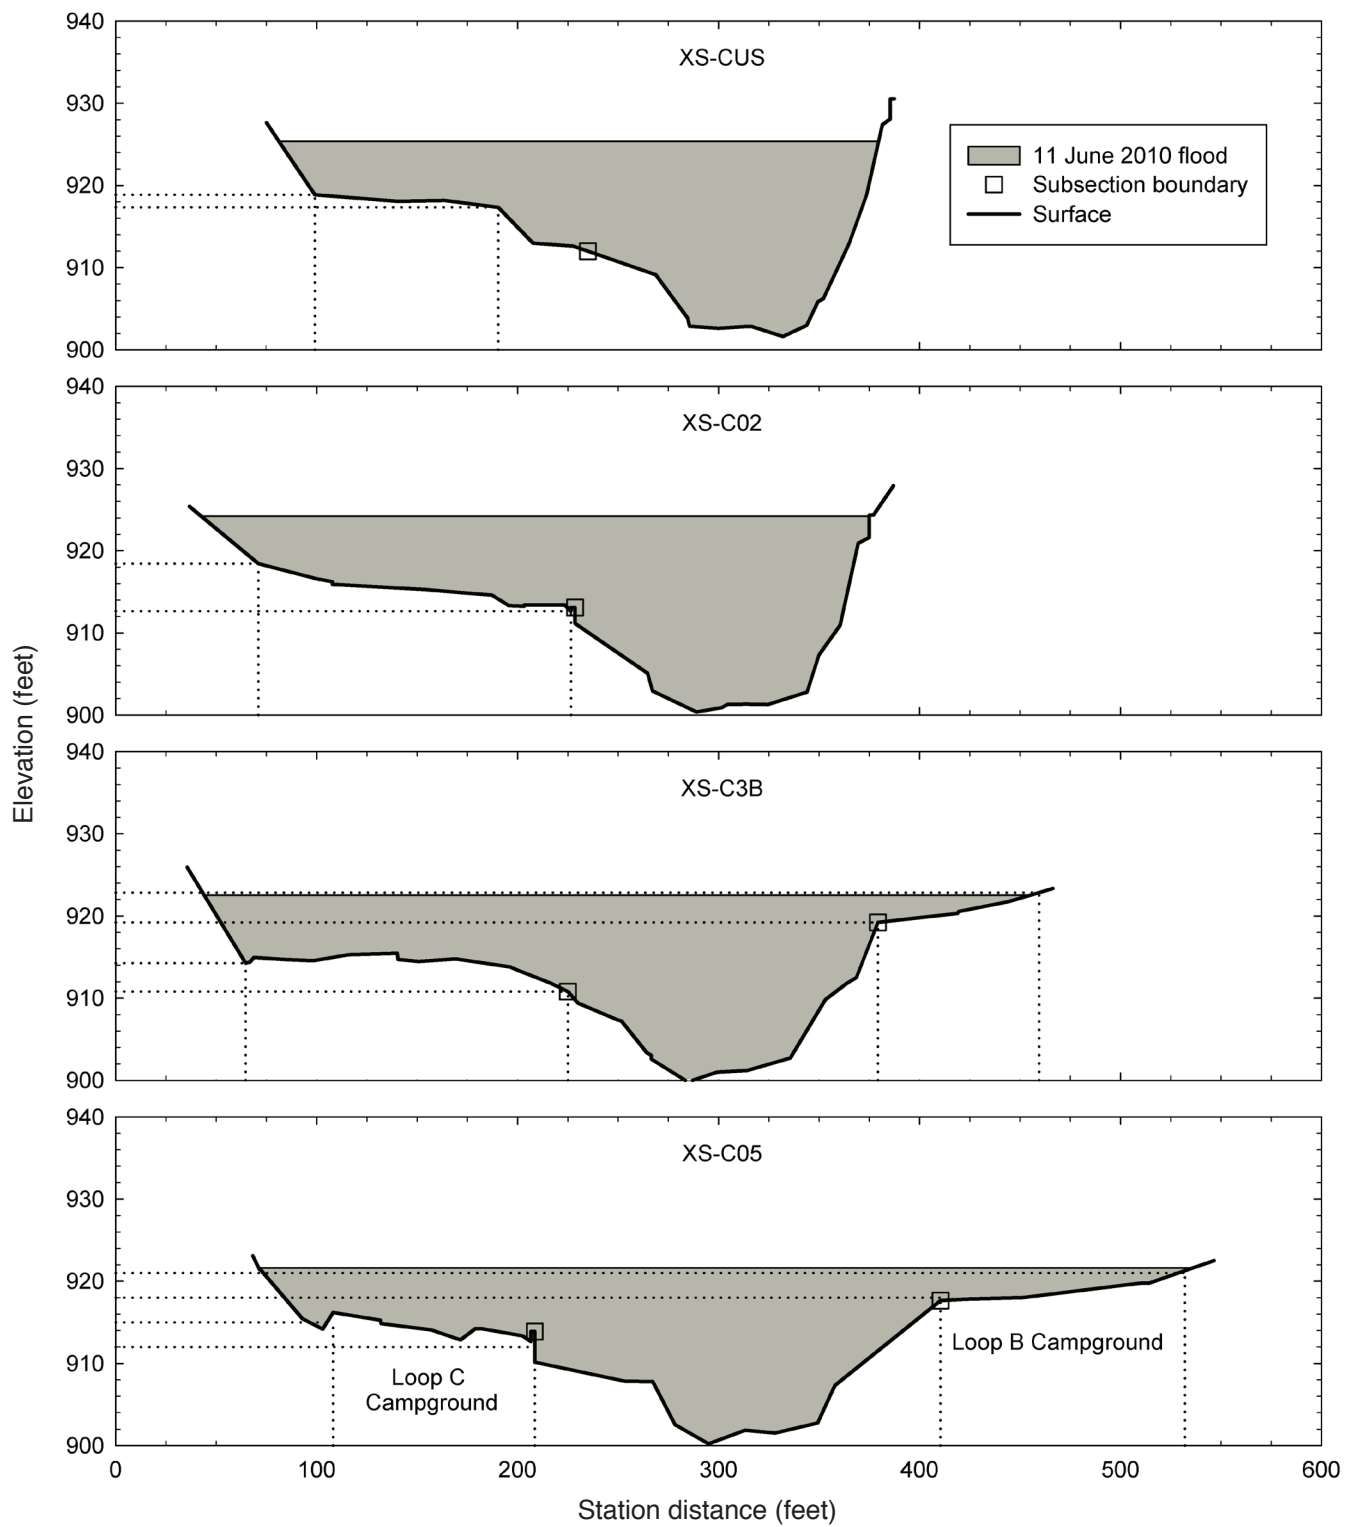 940
XS-CUS
930
11 June 2010 flood
Subsection boundary
Surface
920
910
900
940
XS-C02
930
920
910
900
940
XS-C3B
930
920
910
900
940
XS-C05
930
920
910
Loop B Campground
Loop C
Campground
900
0 100 200 300 400 500 600
Station distance (feet)
Elevation (feet)